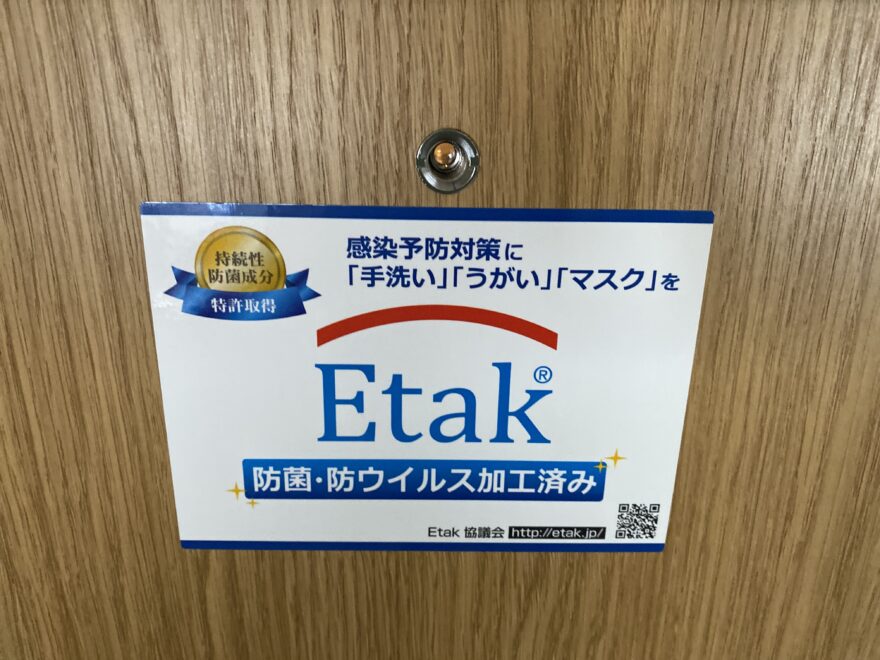 持続性
防菌成分
特許取得
感染予防対策に
「手洗い」「うがい」「マスク」を
Etak®
防菌・防ウイルス加工済み
Etak 協議会 http://etak.jp/